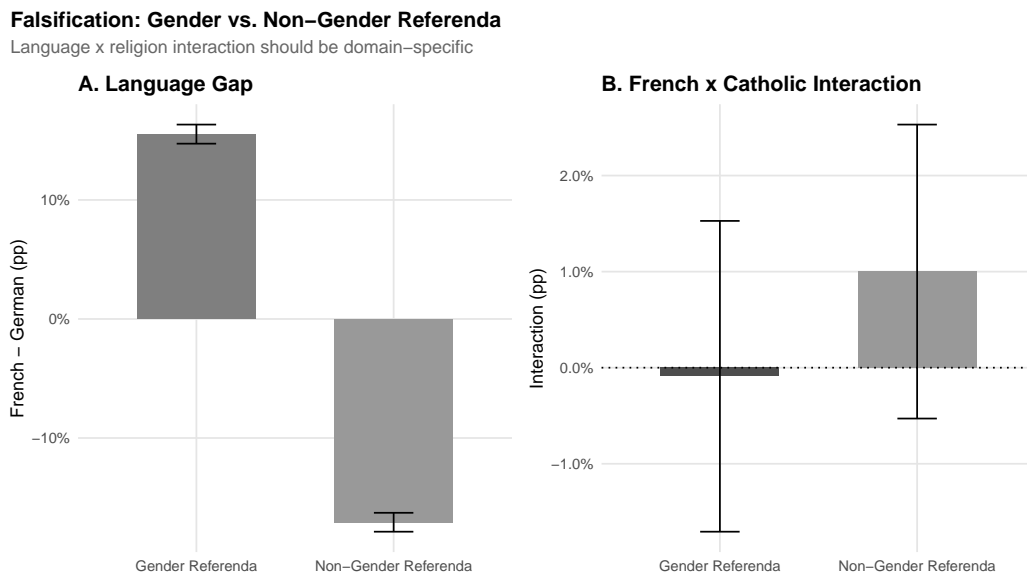 Falsification: Gender vs. Non−Gender Referenda
Language x religion interaction should be domain−specific
A. Language Gap
French − German (pp)
10%
0%
−10%
Gender Referenda
Non−Gender Referenda
B. French x Catholic Interaction
Interaction (pp)
2.0%
1.0%
0.0%
−1.0%
Gender Referenda
Non−Gender Referenda